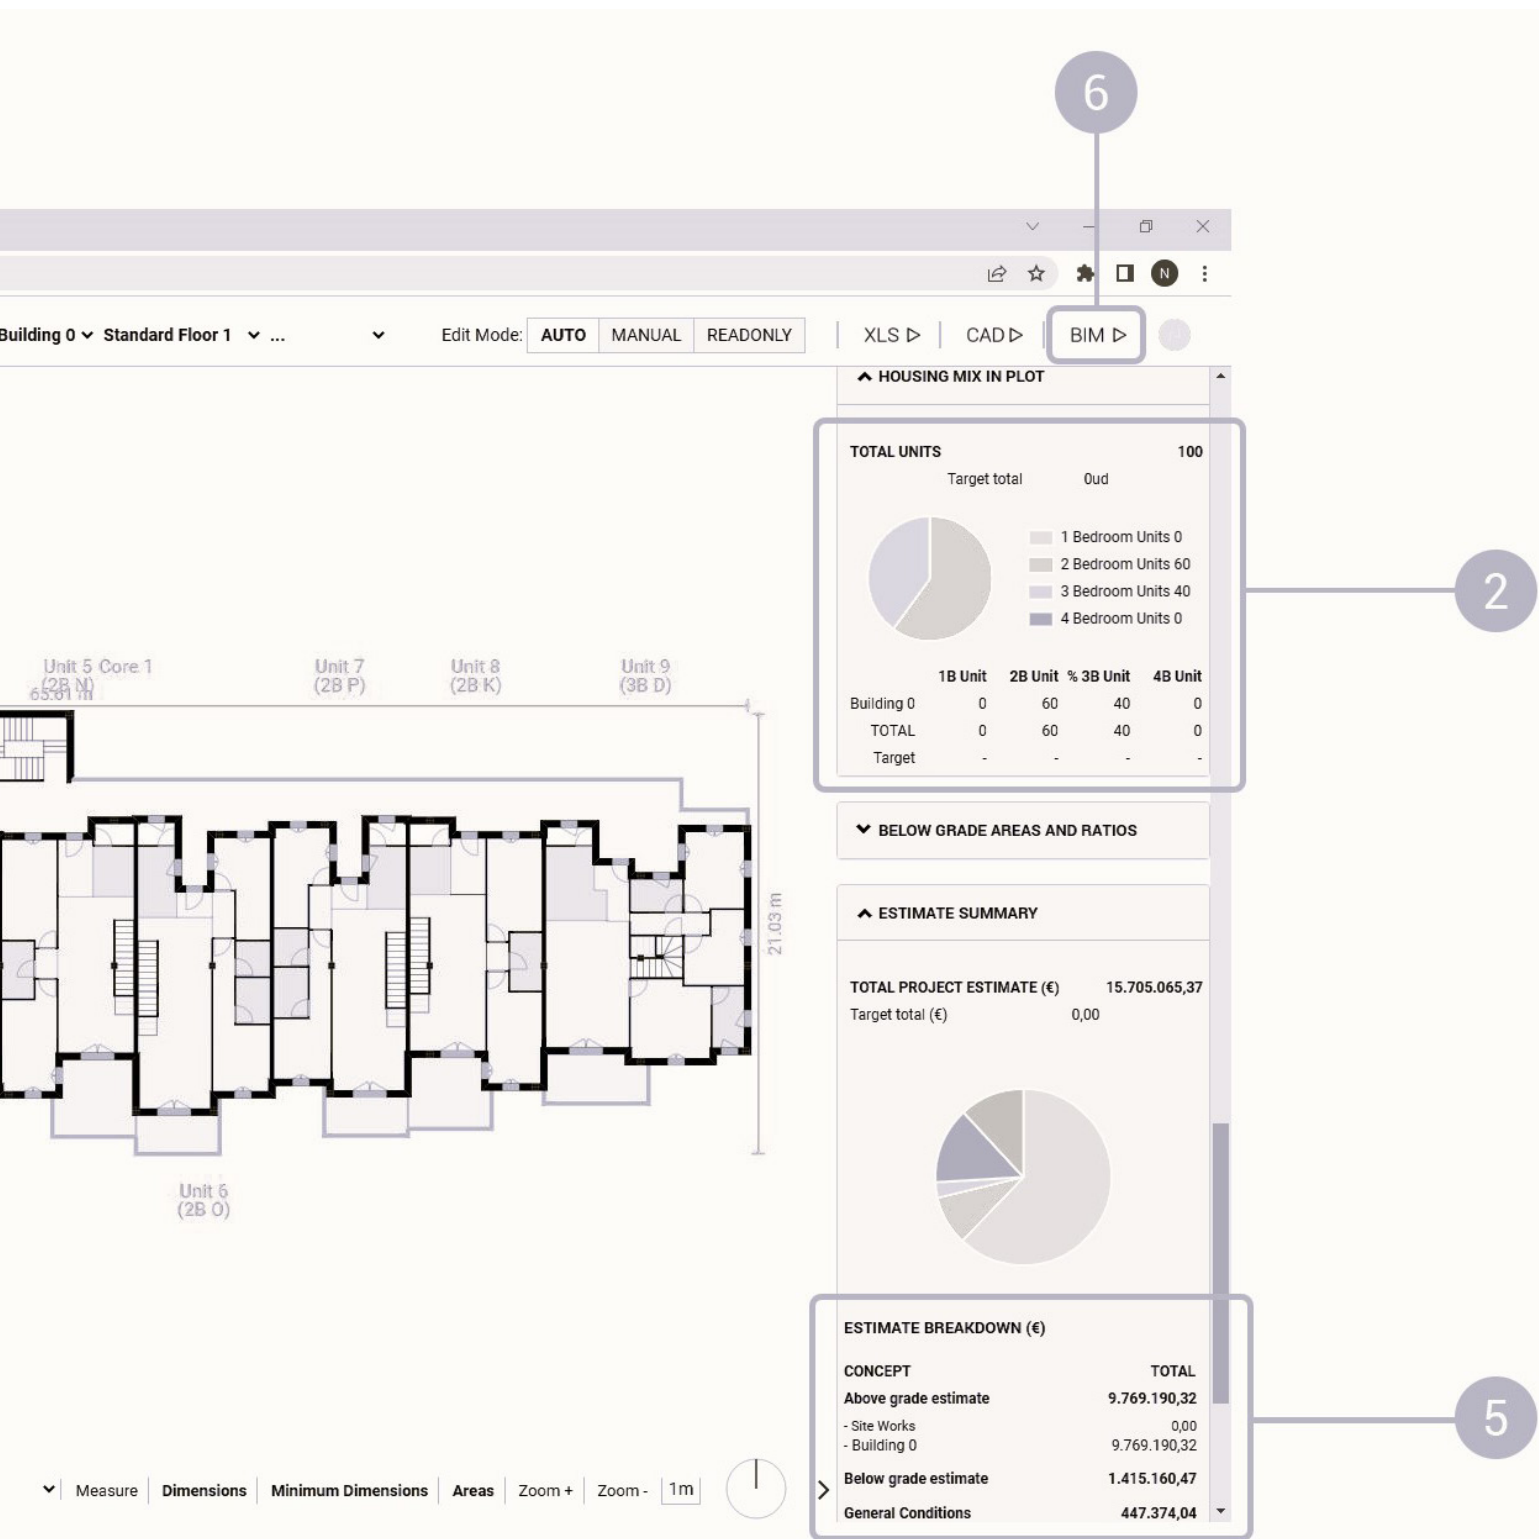 6
N
Building 0 Standard Floor 1 ... Edit Mode: AUTO MANUAL READONLY XLS CAD BIM
HOUSING MIX IN PLOT
TOTAL UNITS 100
Target total 0ud
1 Bedroom Units 0
2 Bedroom Units 60
3 Bedroom Units 40
4 Bedroom Units 0
2
1B Unit 2B Unit % 3B Unit 4B Unit
Building 0 0 60 40 0
TOTAL 0 60 40 0
Target - - - -
Unit 5 Core 1 Unit 7 Unit 8 Unit 9
(2B N) (2B P) (2B K) (3B D)
65.61 m
21.03 m
Unit 6
(2B O)
BELOW GRADE AREAS AND RATIOS
ESTIMATE SUMMARY
TOTAL PROJECT ESTIMATE (€) 15.705.065,37
Target total (€) 0,00
ESTIMATE BREAKDOWN (€)
CONCEPT TOTAL
Above grade estimate 9.769.190,32
- Site Works 0,00
- Building 0 9.769.190,32
Below grade estimate 1.415.160,47
General Conditions 447.374,04
5
Measure Dimensions Minimum Dimensions Areas Zoom + Zoom - 1m